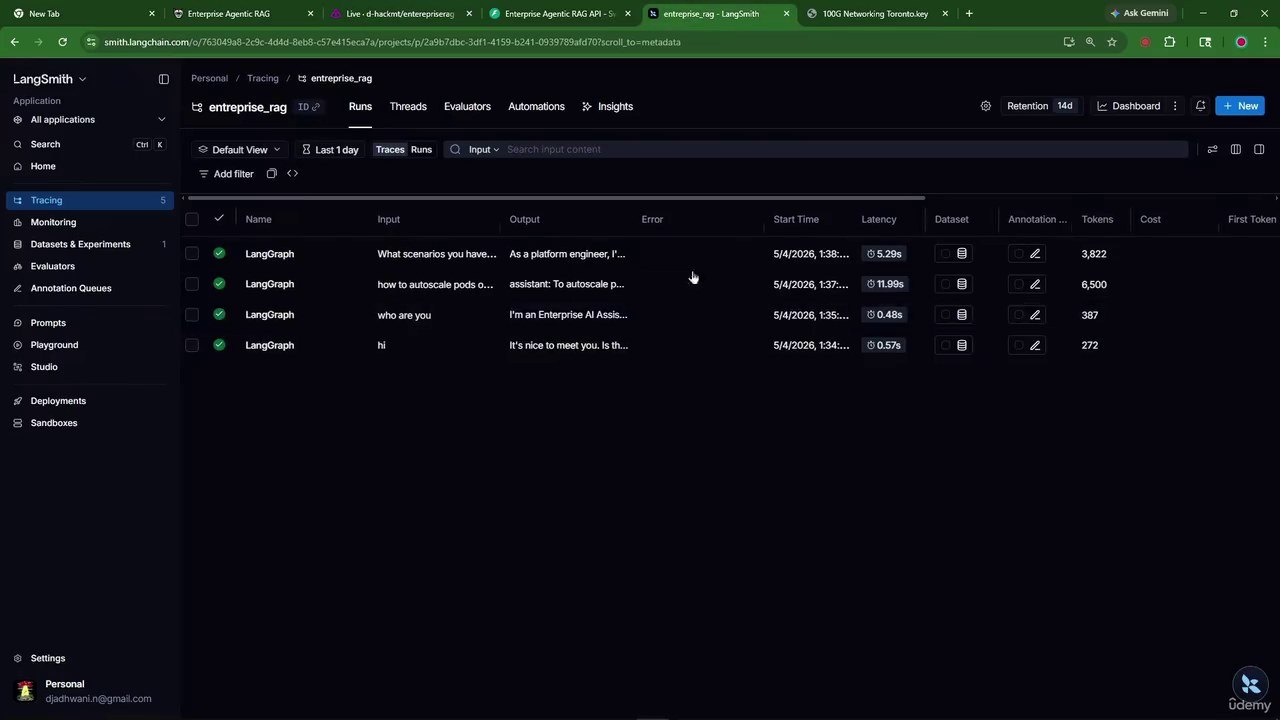 New Tab
Enterprise Agentic RAG
Live - d-hackmt/enterepriserag
Enterprise Agentic RAG API - Sw
entreprise_rag - LangSmith
100G Networking Toronto.key
Ask Gemini
smith.langchain.com/o/763049a8-2c9c-4d4d-8eb8-c57e415eca7a/projects/p/2a9b7dbc-3df1-4159-b241-0939789afd70?scroll_to=metadata
LangSmith
Personal / Tracing / entreprise_rag
Application
entreprise_rag ID Runs Threads Evaluators Automations Insights Retention 14d Dashboard + New
All applications
Search Ctrl K
Default View Last 1 day Traces Runs Input Search input content
Home
Add filter
Tracing 5
Name Input Output Error Start Time Latency Dataset Annotation ... Tokens Cost First Token
Monitoring
Datasets & Experiments 1
LangGraph What scenarios you have... As a platform engineer, I'... 5/4/2026, 1:38:... 5.29s 3,822
Evaluators
LangGraph how to autoscale pods o... assistant: To autoscale p... 5/4/2026, 1:37:... 11.99s 6,500
Annotation Queues
LangGraph who are you I'm an Enterprise AI Assis... 5/4/2026, 1:35:... 0.48s 387
Prompts
LangGraph hi It's nice to meet you. Is th... 5/4/2026, 1:34:... 0.57s 272
Playground
Studio
Deployments
Sandboxes
Settings
Personal
djadhwani.n@gmail.com
ûdemy